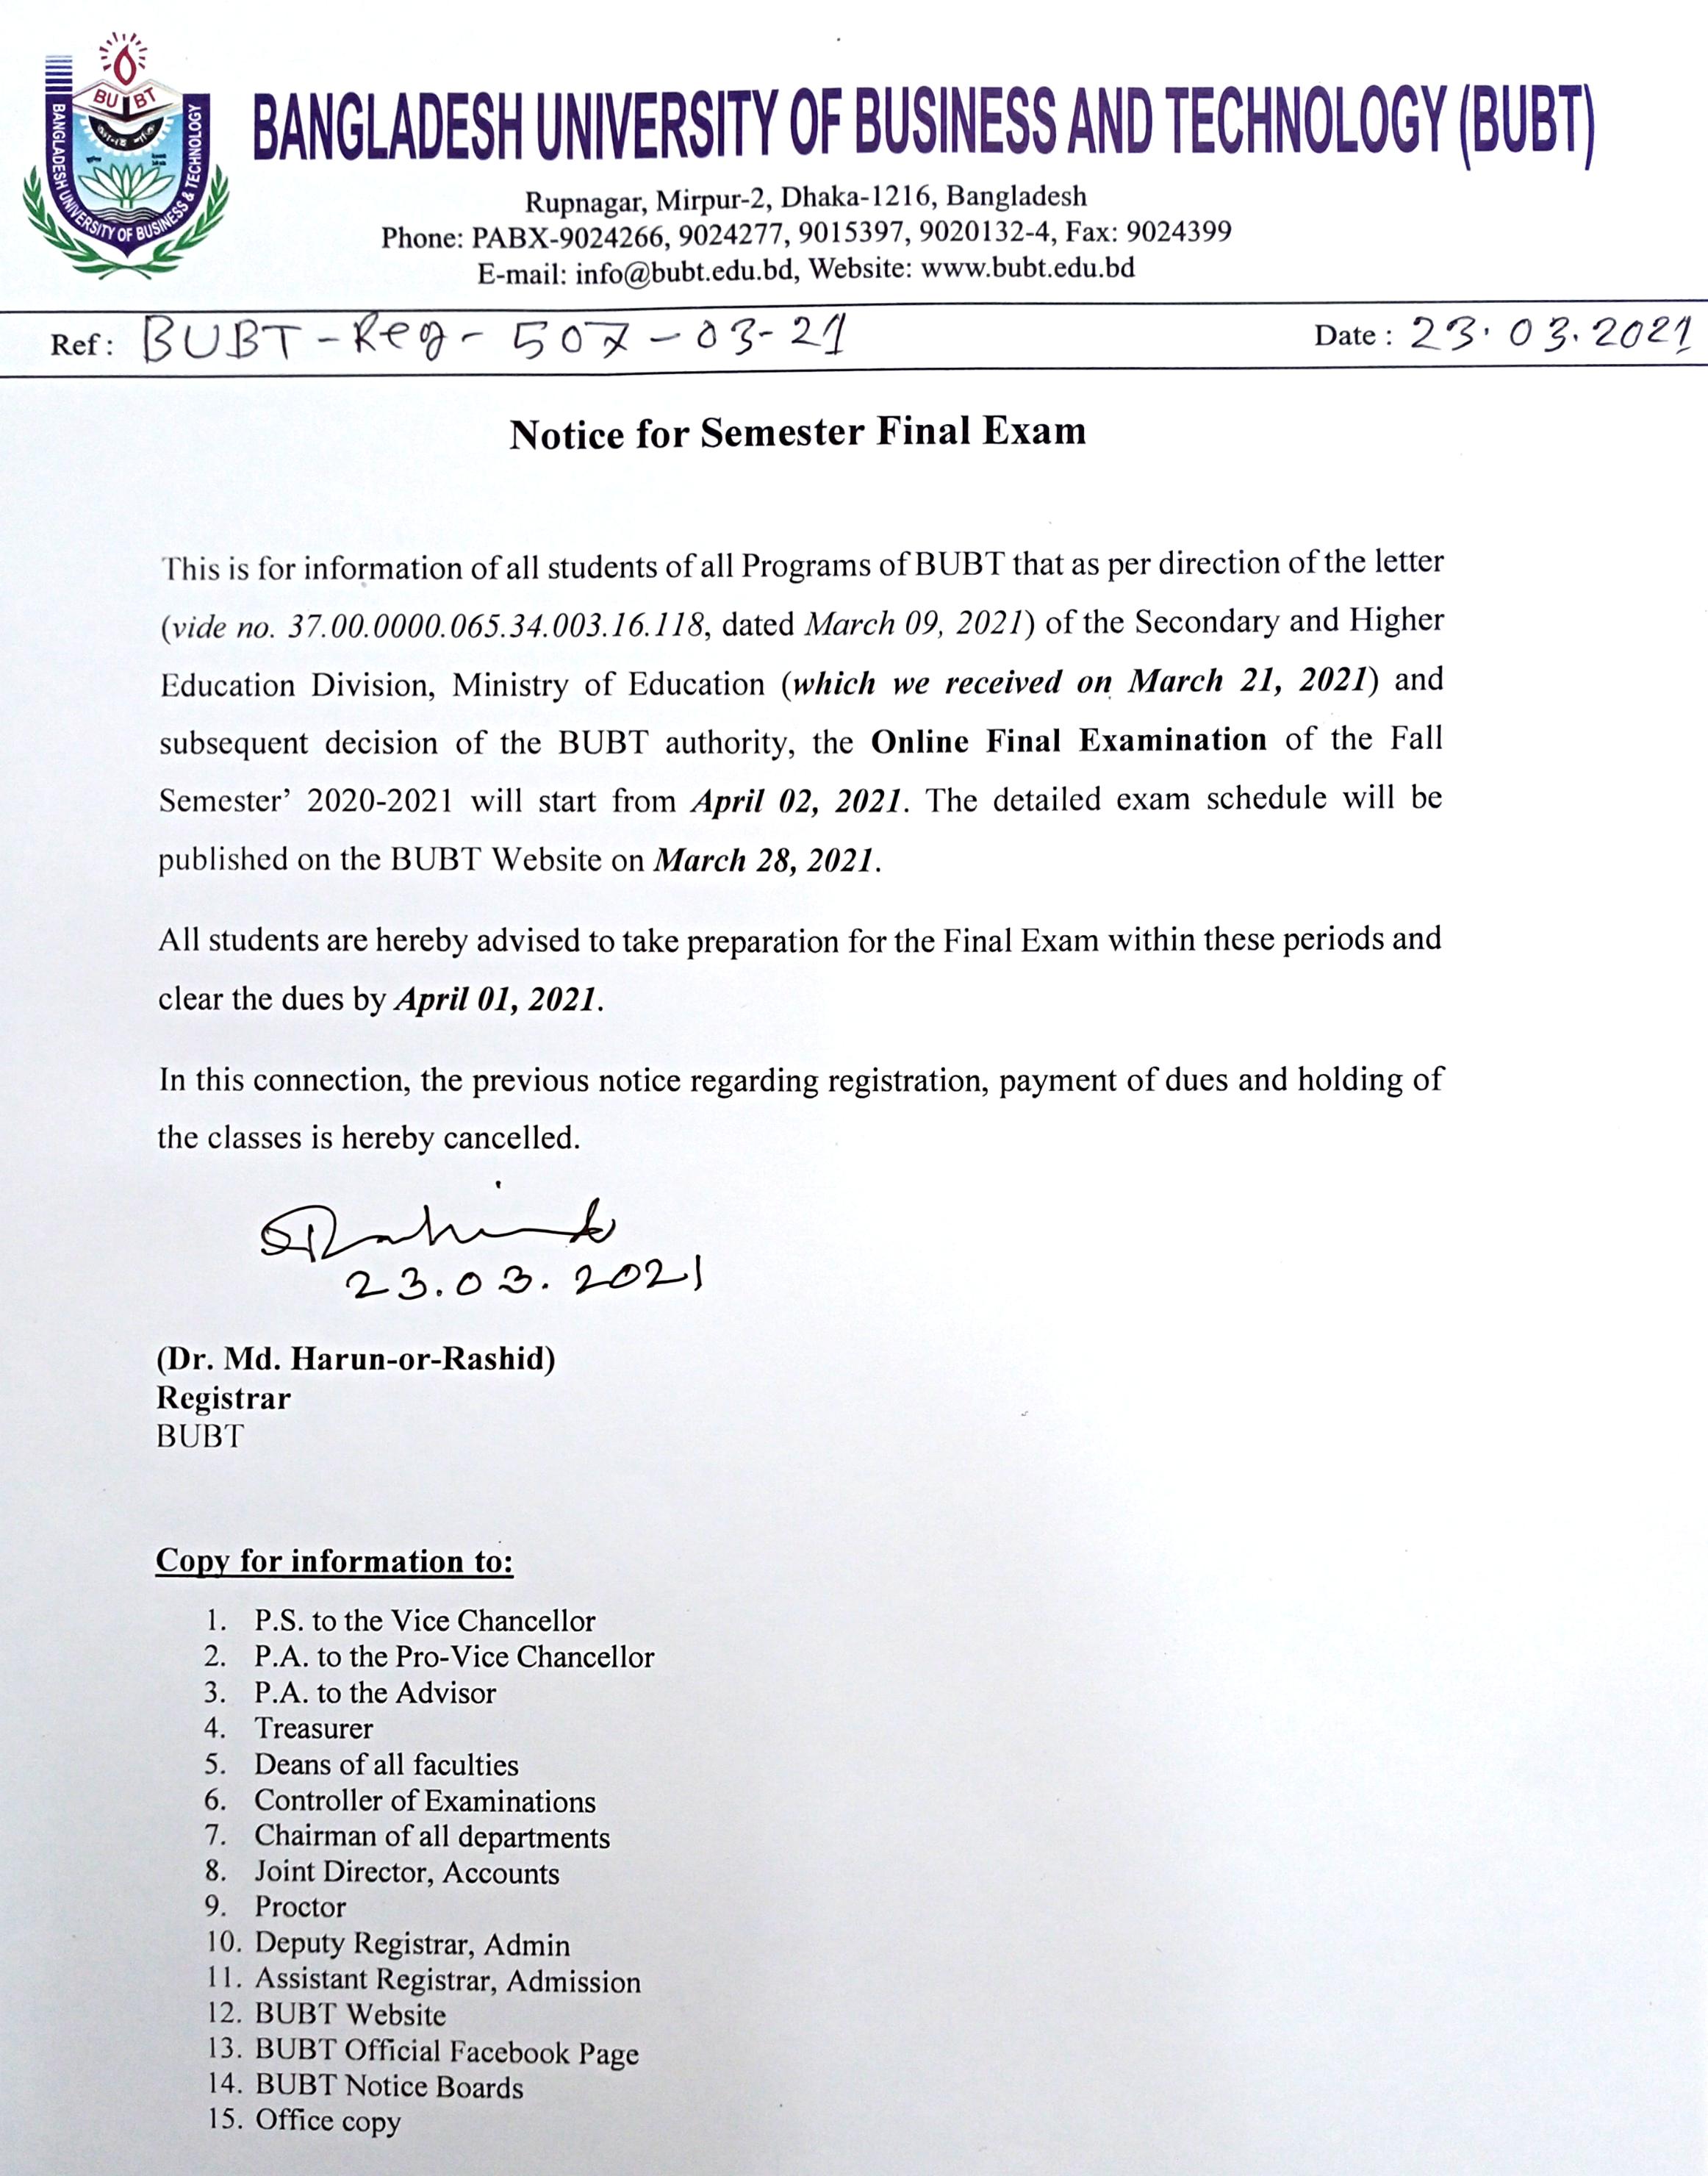 BU BT
BANGLADESH UNIVERSITY OF BUSINESS & TECHNOLOGY
BANGLADESH UNIVERSITY OF BUSINESS AND TECHNOLOGY (BUBT)
Rupnagar, Mirpur-2, Dhaka-1216, Bangladesh
Phone: PABX-9024266, 9024277, 9015397, 9020132-4, Fax: 9024399
E-mail: info@bubt.edu.bd, Website: www.bubt.edu.bd
Ref: BUBT-Reg-507-03-21 Date: 23.03.2021
Notice for Semester Final Exam
This is for information of all students of all Programs of BUBT that as per direction of the letter
(vide no. 37.00.0000.065.34.003.16.118, dated March 09, 2021) of the Secondary and Higher
Education Division, Ministry of Education (which we received on March 21, 2021) and
subsequent decision of the BUBT authority, the Online Final Examination of the Fall
Semester’ 2020-2021 will start from April 02, 2021. The detailed exam schedule will be
published on the BUBT Website on March 28, 2021.
All students are hereby advised to take preparation for the Final Exam within these periods and
clear the dues by April 01, 2021.
In this connection, the previous notice regarding registration, payment of dues and holding of
the classes is hereby cancelled.
23.03.2021
(Dr. Md. Harun-or-Rashid)
Registrar
BUBT
Copy for information to:
1. P.S. to the Vice Chancellor
2. P.A. to the Pro-Vice Chancellor
3. P.A. to the Advisor
4. Treasurer
5. Deans of all faculties
6. Controller of Examinations
7. Chairman of all departments
8. Joint Director, Accounts
9. Proctor
10. Deputy Registrar, Admin
11. Assistant Registrar, Admission
12. BUBT Website
13. BUBT Official Facebook Page
14. BUBT Notice Boards
15. Office copy